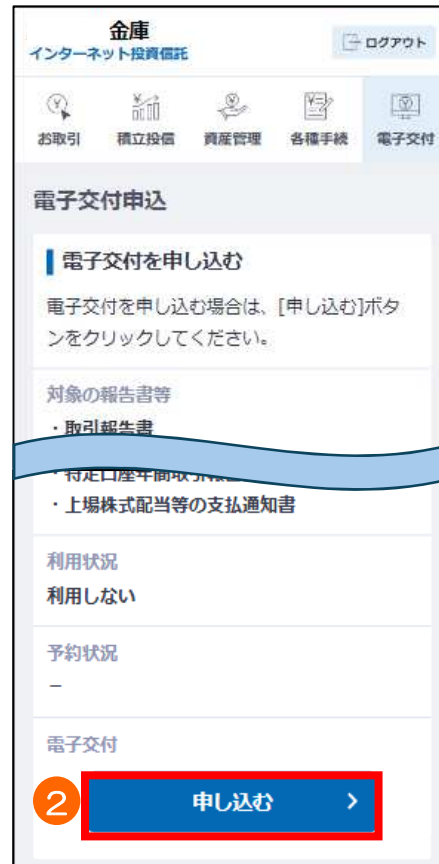 金庫
インターネット投資信託
ログアウト
お取引 積立投信 資産管理 各種手続 電子交付
電子交付申込
電子交付を申し込む
電子交付を申し込む場合は、[申し込む]ボタ
ンをクリックしてください。
対象の報告書等
・取引報告書
・上場株式配当等の支払通知書
利用状況
利用しない
予約状況
－
電子交付
2
申し込む